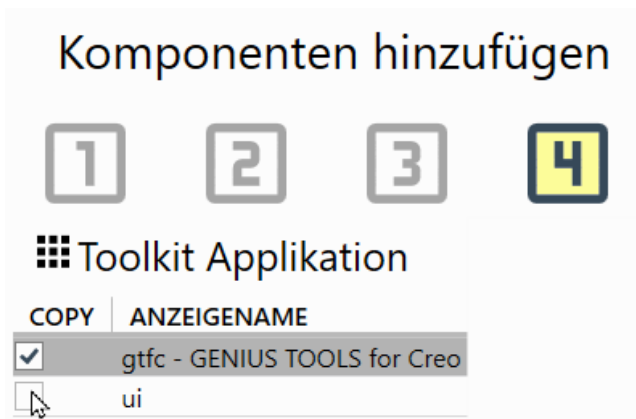 Komponenten hinzufügen
1 2 3 4
Toolkit Applikation
COPY ANZEIGENAME
gtfc - GENIUS TOOLS for Creo
ui